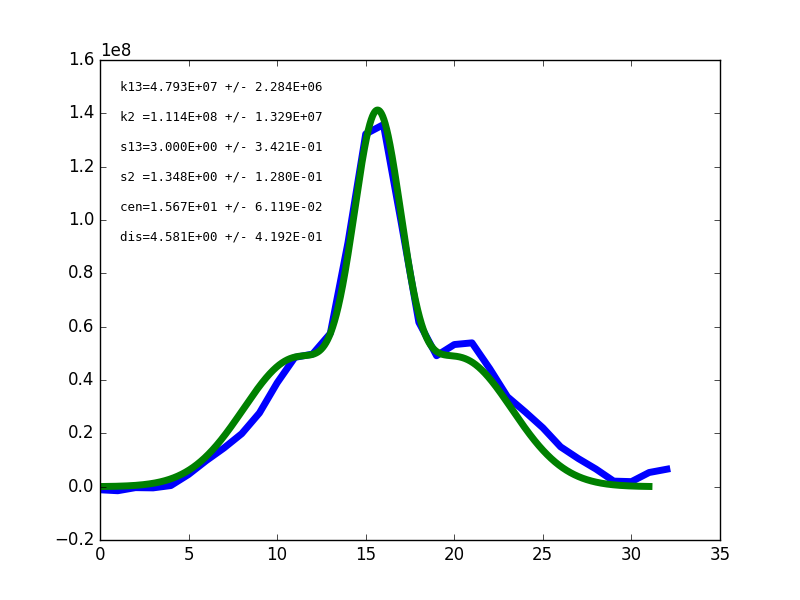 1e8
1.6
1.4
1.2
1.0
0.8
0.6
0.4
0.2
0.0
−0.2
k13=4.793E+07 +/- 2.284E+06
k2 =1.114E+08 +/- 1.329E+07
s13=3.000E+00 +/- 3.421E-01
s2 =1.348E+00 +/- 1.280E-01
cen=1.567E+01 +/- 6.119E-02
dis=4.581E+00 +/- 4.192E-01
0 5 10 15 20 25 30 35